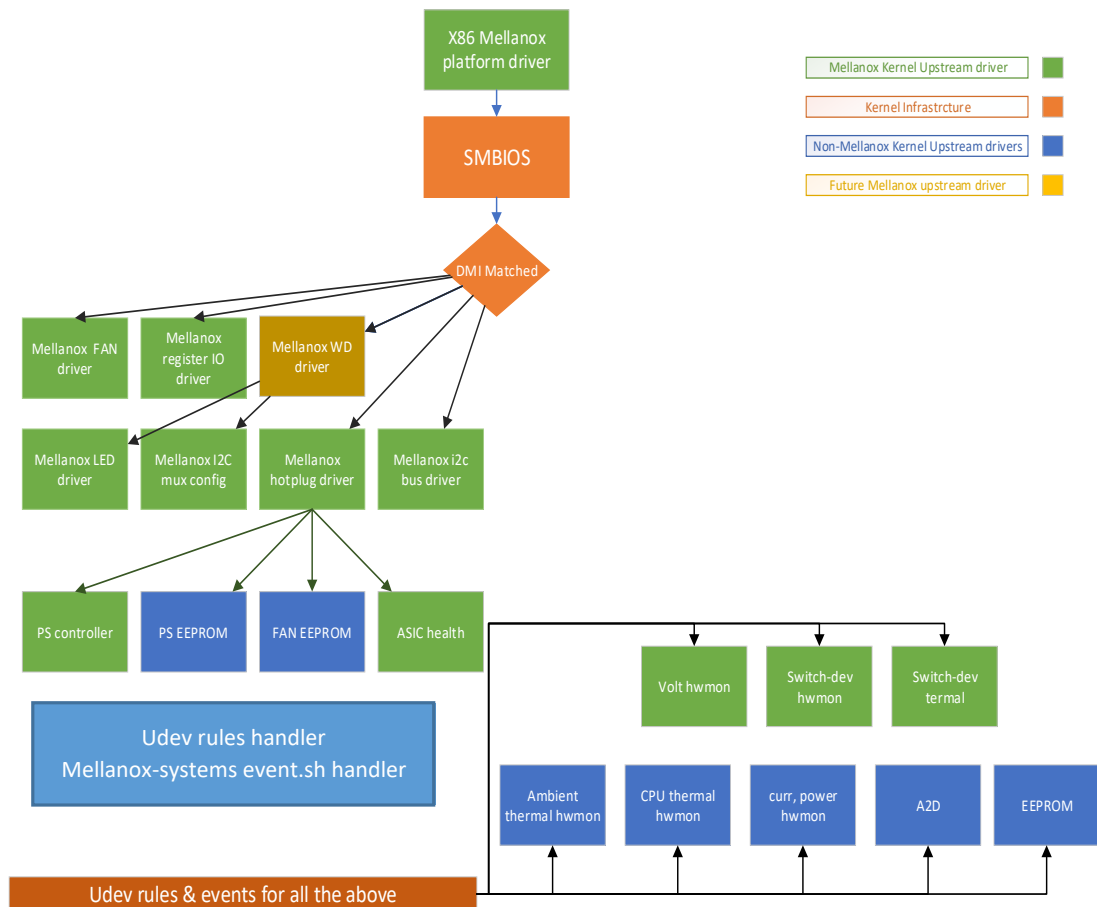 X86 Mellanox
platform driver
Mellanox Kernel Upstream driver
Kernel Infrastrcture
SMBIOS
Non-Mellanox Kernel Upstream drivers
Future Mellanox upstream driver
DMI Matched
Mellanox FAN
driver
Mellanox
register IO
driver
Mellanox WD
driver
Mellanox LED
driver
Mellanox I2C
mux config
Mellanox
hotplug driver
Mellanox i2c
bus driver
PS controller
PS EEPROM
FAN EEPROM
ASIC health
Volt hwmon
Switch-dev
hwmon
Switch-dev
termal
Udev rules handler
Mellanox-systems event.sh handler
Ambient
thermal hwmon
CPU thermal
hwmon
curr, power
hwmon
A2D
EEPROM
Udev rules & events for all the above